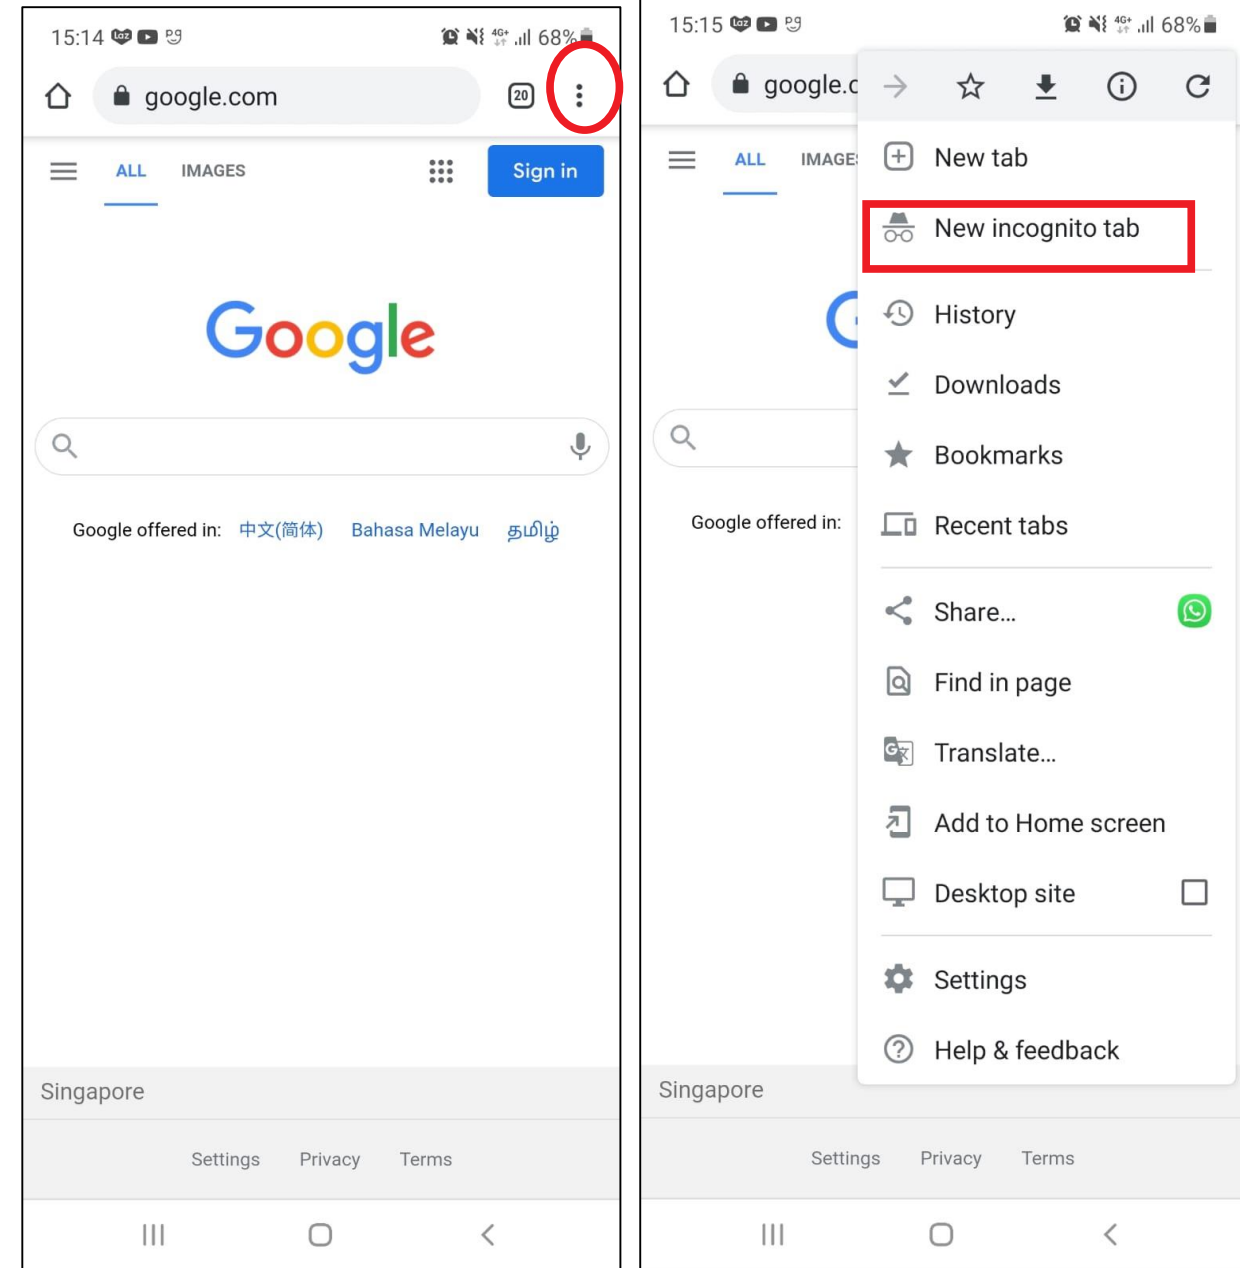 15:14
4G+ 68%
google.com
20
ALL IMAGES
Sign in
Google
Google offered in: 中文(简体) Bahasa Melayu தமிழ்
Singapore
Settings Privacy Terms
15:15
4G+ 68%
google.c
ALL IMAGE
G
Google offered in:
New tab
New incognito tab
History
Downloads
Bookmarks
Recent tabs
Share...
Find in page
Translate...
Add to Home screen
Desktop site
Settings
Help & feedback
Singapore
Settings Privacy Terms